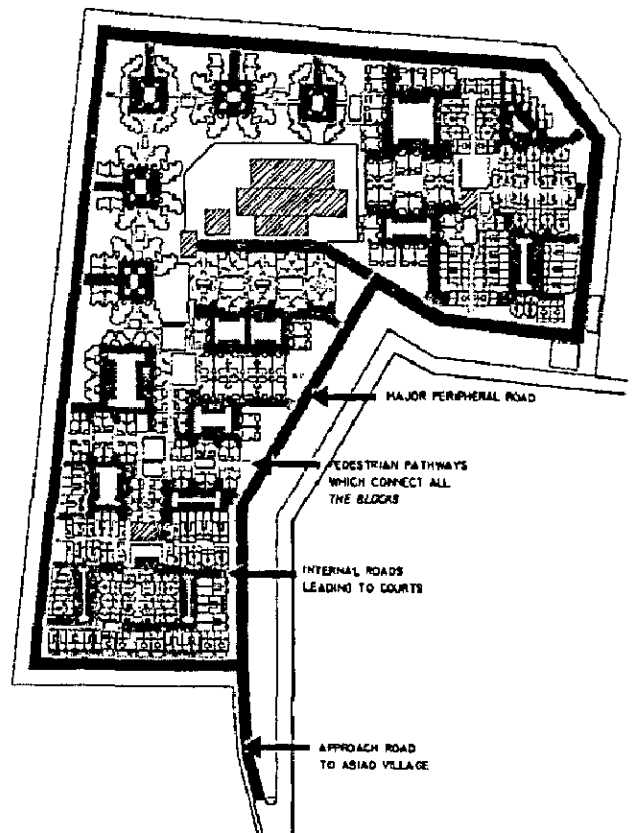 MAJOR PERIPHERAL ROAD
PEDESTRIAN PATHWAYS
WHICH CONNECT ALL
THE BLOCKS
INTERNAL ROADS
LEADING TO COURTS
APPROACH ROAD
TO ASIAD VILLAGE